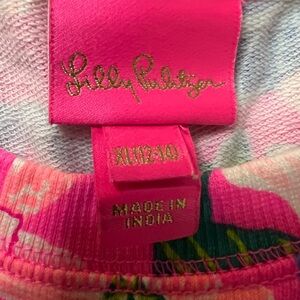 Lilly Pulitzer
XL(12-14)
MADE IN
INDIA